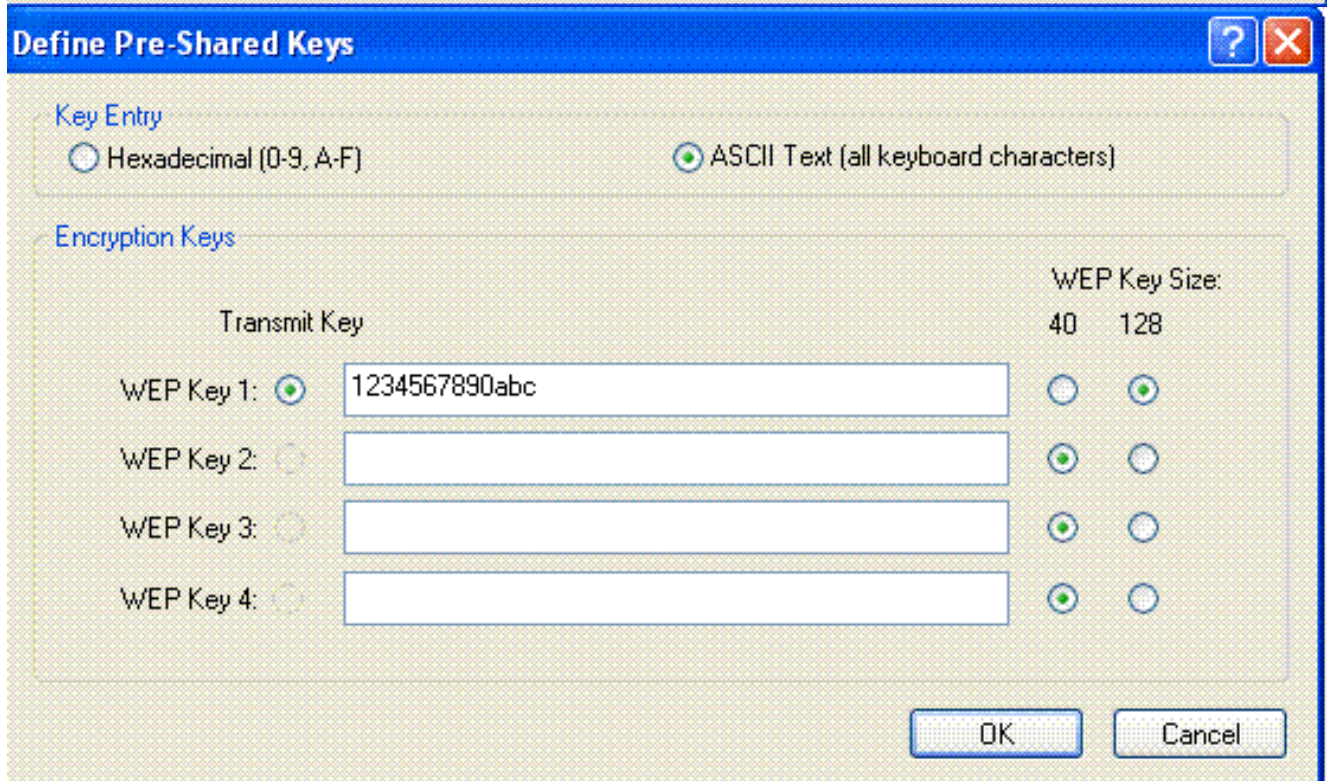 Define Pre-Shared Keys
Key Entry
Hexadecimal (0-9, A-F) ASCII Text (all keyboard characters)
Encryption Keys
WEP Key Size:
Transmit Key 40 128
WEP Key 1: 1234567890abc
WEP Key 2:
WEP Key 3:
WEP Key 4:
OK Cancel